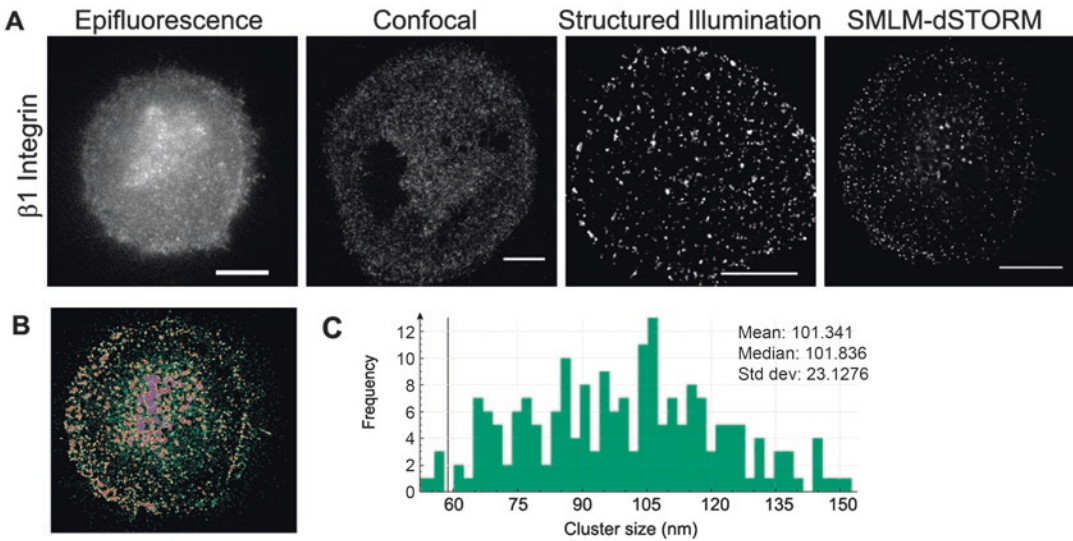 A
Epifluorescence
Confocal
Structured Illumination
SMLM-dSTORM
β1 Integrin
B
C
Mean: 101.341
Median: 101.836
Std dev: 23.1276
Frequency
12
10
8
6
4
2
0
60
75
90
105
120
135
150
Cluster size (nm)